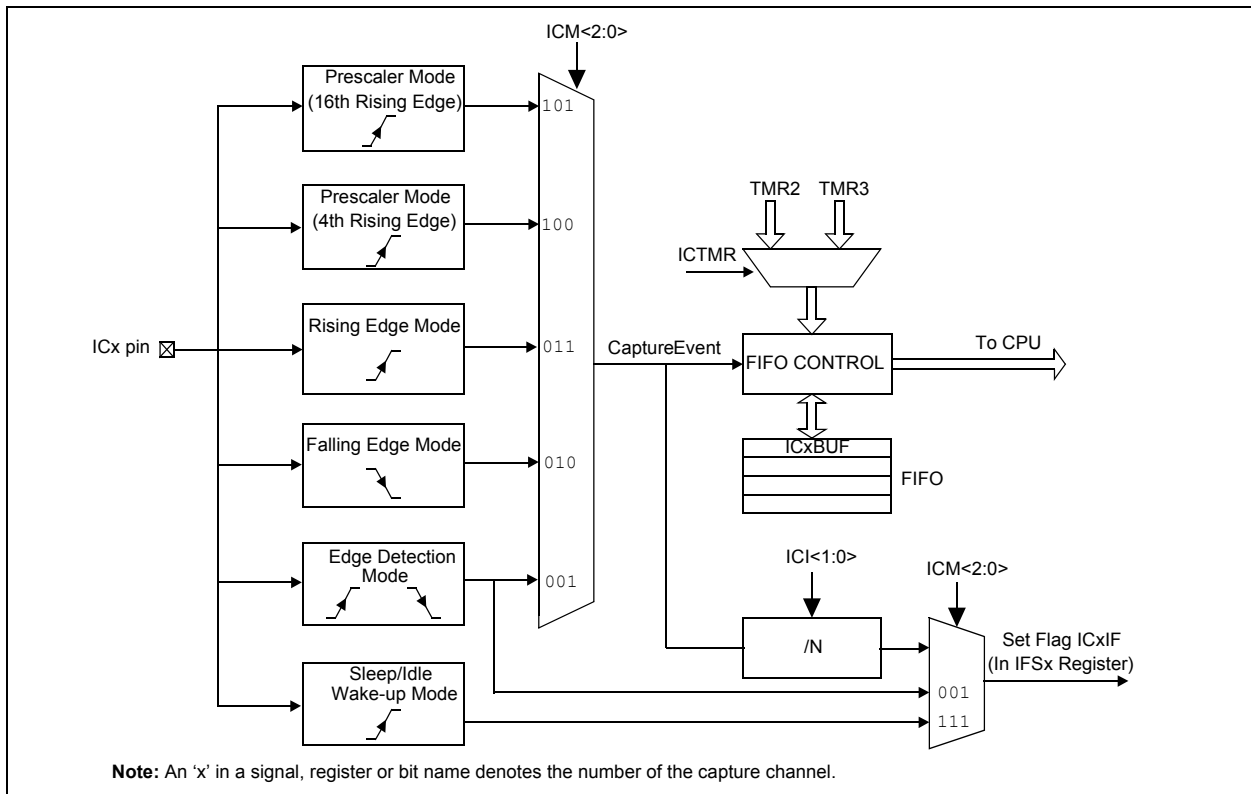 ICM<2:0>
Prescaler Mode
(16th Rising Edge)
101
Prescaler Mode
(4th Rising Edge)
100
TMR2
TMR3
ICTMR
ICx pin
Rising Edge Mode
011
CaptureEvent
FIFO CONTROL
To CPU
Falling Edge Mode
010
ICxBUF
FIFO
Edge Detection
Mode
001
ICI<1:0>
ICM<2:0>
/N
Set Flag ICxIF
(In IFSx Register)
001
111
Sleep/Idle
Wake-up Mode
Note: An ‘x’ in a signal, register or bit name denotes the number of the capture channel.